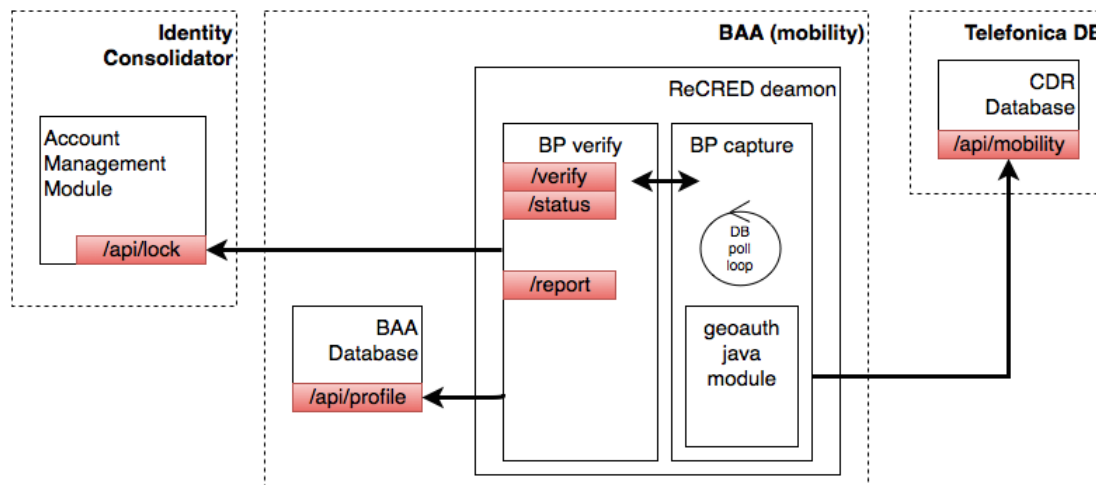 Identity
Consolidator
Account
Management
Module
/api/lock
BAA (mobility)
ReCRED deamon
BP verify
/verify
/status
/report
BP capture
DB
poll
loop
geoauth
java
module
BAA
Database
/api/profile
Telefonica DB
CDR
Database
/api/mobility